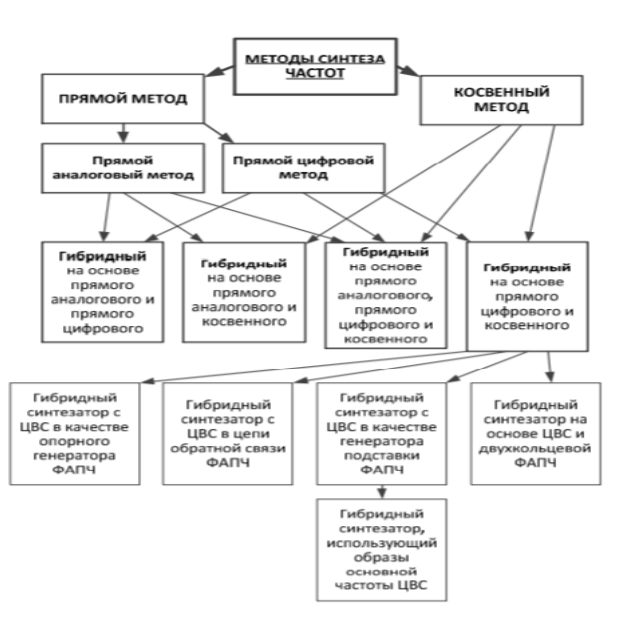 МЕТОДЫ СИНТЕЗА
ЧАСТОТ
ПРЯМОЙ МЕТОД
КОСВЕННЫЙ
МЕТОД
Прямой
аналоговый метод
Прямой цифровой
метод
Гибридный
на основе
прямого
аналогового и
прямого
цифрового
Гибридный
на основе
прямого
аналогового и
косвенного
Гибридный
на основе
прямого
аналогового,
прямого
цифрового и
косвенного
Гибридный
на основе
прямого
цифрового и
косвенного
Гибридный
синтезатор с
ЦВС в качестве
опорного
генератора
ФАПЧ
Гибридный
синтезатор с
ЦВС в цепи
обратной связи
ФАПЧ
Гибридный
синтезатор с
ЦВС в качестве
генератора
подставки
ФАПЧ
Гибридный
синтезатор на
основе ЦВС и
двухкольцевой
ФАПЧ
Гибридный
синтезатор,
использующий
образы
основной
частоты ЦВС